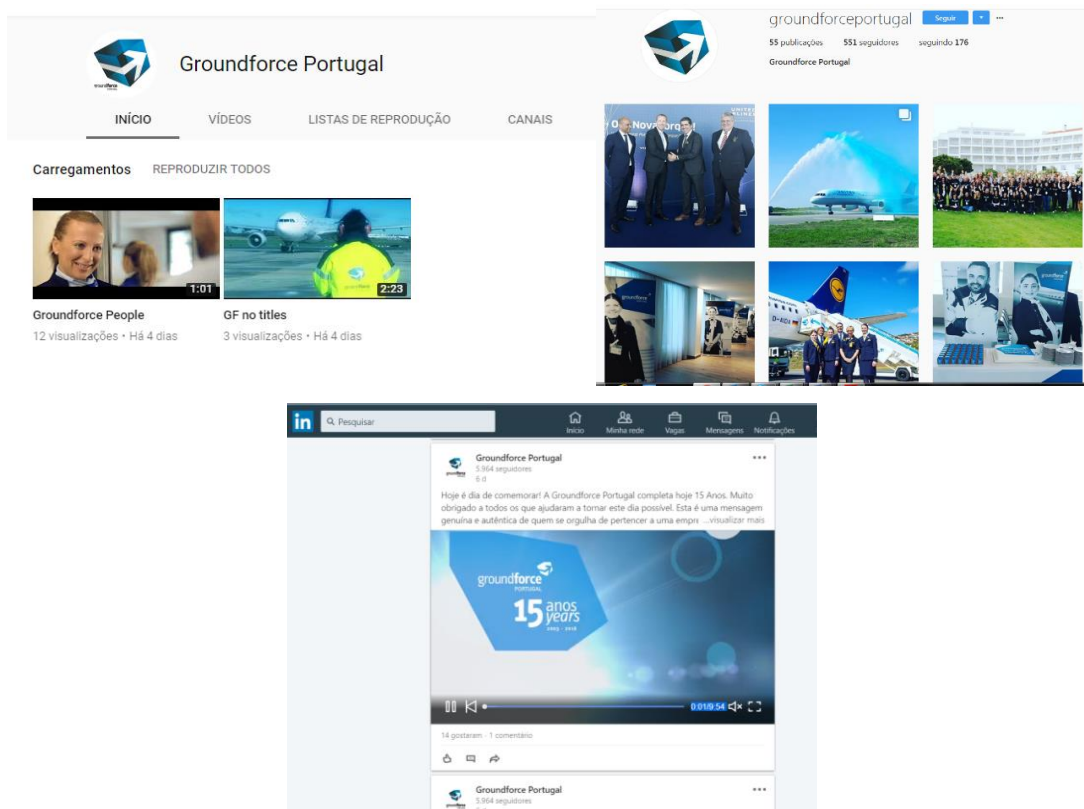 groundforce
Groundforce Portugal
INÍCIO VÍDEOS LISTAS DE REPRODUÇÃO CANAIS
Carregamentos REPRODUZIR TODOS
1:01
2:23
Groundforce People
GF no titles
12 visualizações • Há 4 dias
3 visualizações • Há 4 dias
groundforceportugal Seguir
55 publicações 551 seguidores seguindo 176
Groundforce Portugal
in Pesquisar
Início Minha rede Vagas Mensagens Notificações
Groundforce Portugal
5.964 seguidores
6 d
Hoje é dia de comemorar! A Groundforce Portugal completa hoje 15 Anos. Muito
obrigado a todos os que ajudaram a tornar este dia possível. Esta é uma mensagem
genuína e autêntica de quem se orgulha de pertencer a uma empre ...visualizar mais
groundforce
PORTUGAL
15 anos
years
0:01/9:54
14 gostaram - 1 comentário
Groundforce Portugal
5.964 seguidores